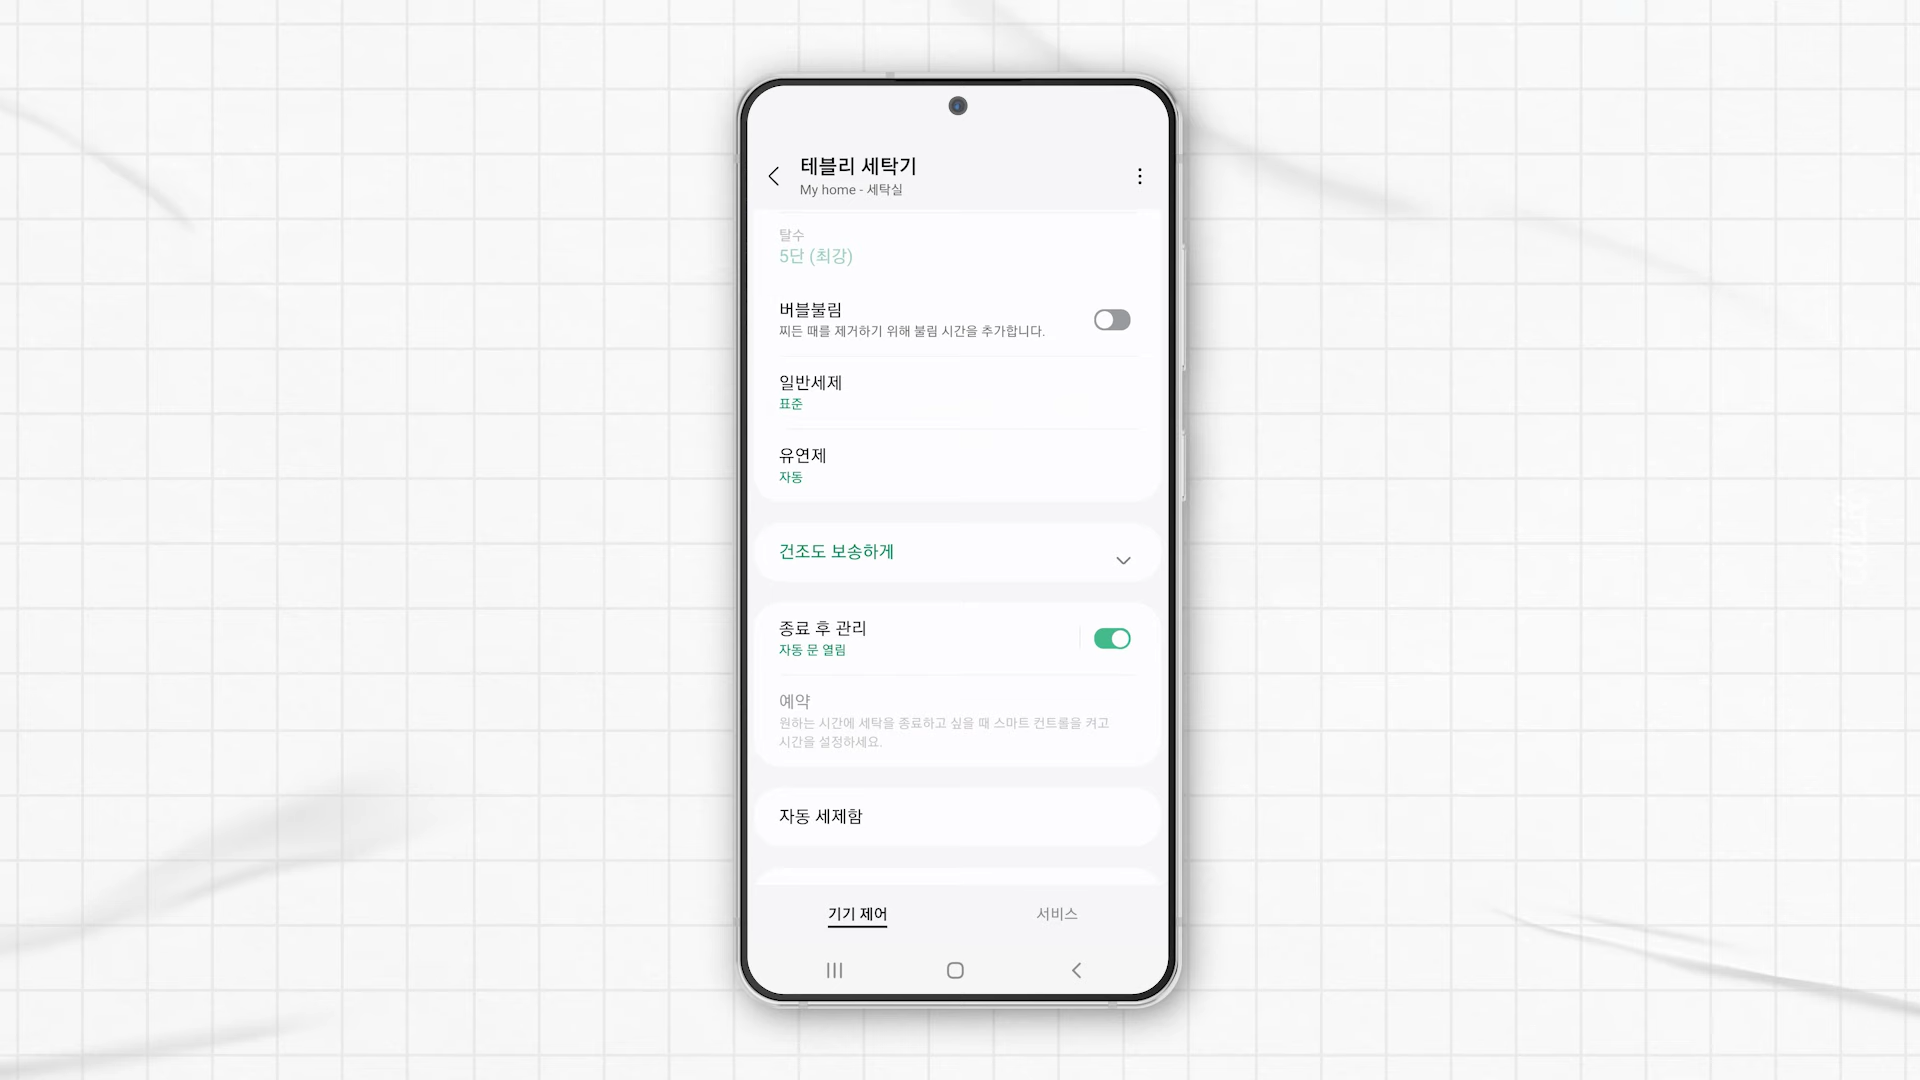 테블리 세탁기
My home - 세탁실
탈수
5단 (최강)
버블불림
찌든 때를 제거하기 위해 불림 시간을 추가합니다.
일반세제
표준
유연제
자동
건조도 보송하게
종료 후 관리
자동 문 열림
예약
원하는 시간에 세탁을 종료하고 싶을 때 스마트 컨트롤을 켜고
시간을 설정하세요.
자동 세제함
기기 제어
서비스